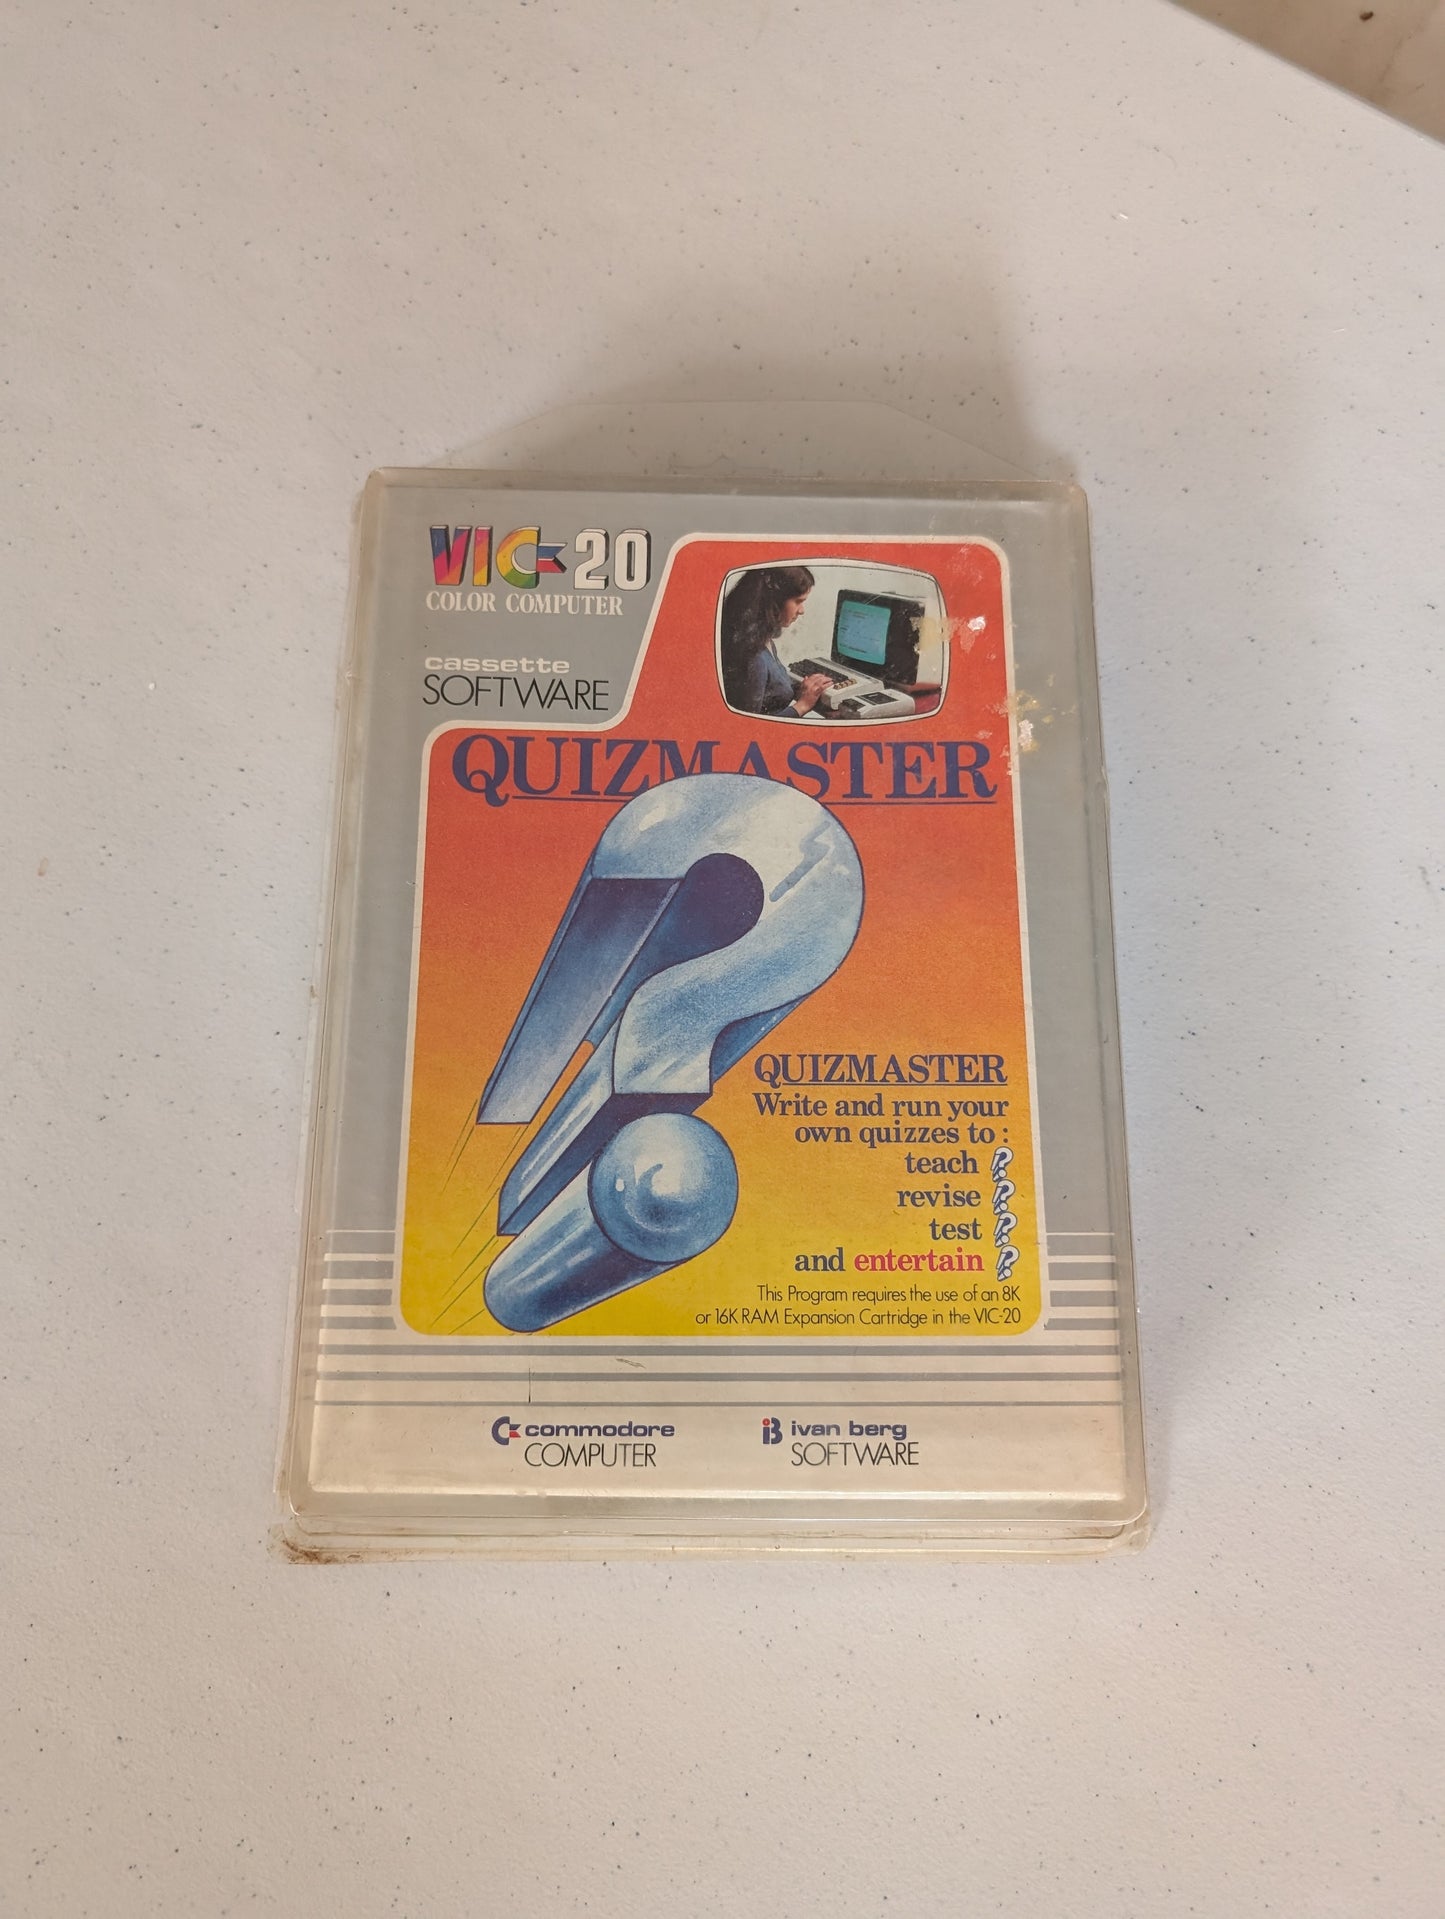 VIC-20
COLOR COMPUTER
cassette
SOFTWARE
QUIZMASTER
QUIZMASTER
Write and run your
own quizzes to :
teach
revise
test
and entertain
This Program requires the use of an 8K
or 16K RAM Expansion Cartridge in the VIC-20
commodore
COMPUTER
iB ivan berg
SOFTWARE